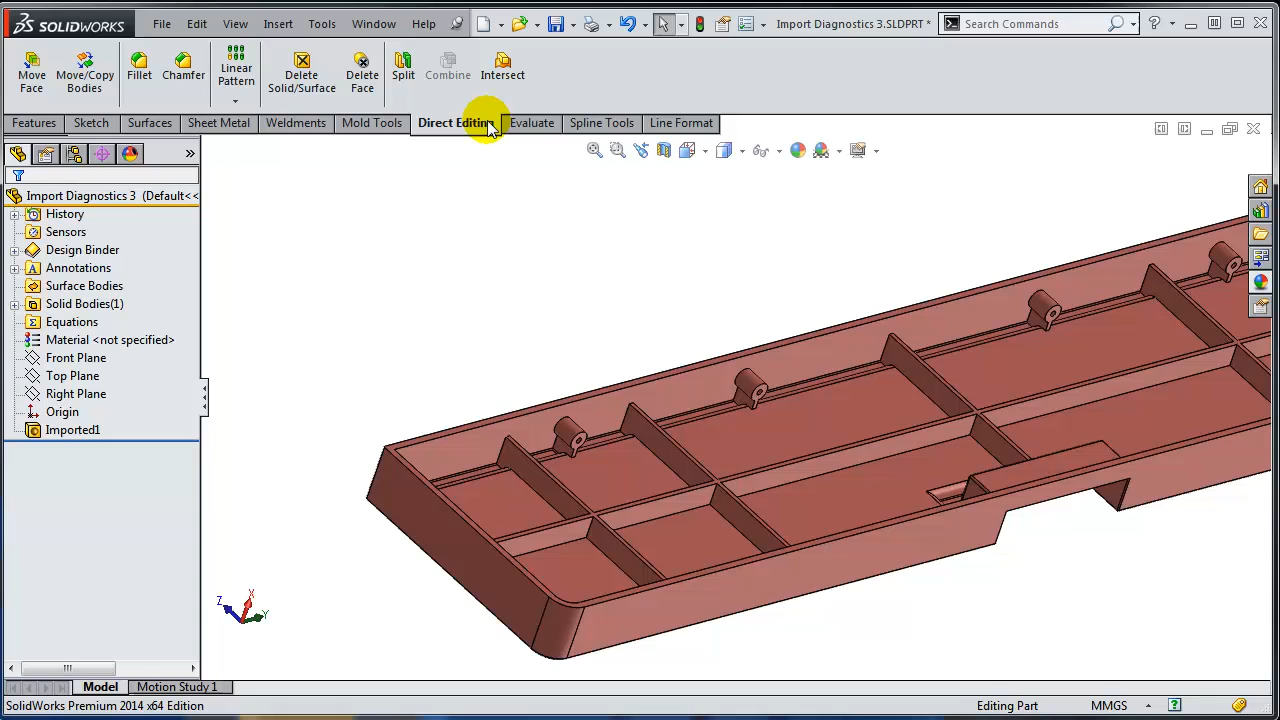 SOLIDWORKS File Edit View Insert Tools Window Help Import Diagnostics 3.SLDPRT * Search Commands
Move Face
Move/Copy Bodies
Fillet
Chamfer
Linear Pattern
Delete Solid/Surface
Delete Face
Split
Combine
Intersect
Features Sketch Surfaces Sheet Metal Weldments Mold Tools Direct Editing Evaluate Spline Tools Line Format
Import Diagnostics 3 (Default<<
History
Sensors
Design Binder
Annotations
Surface Bodies
Solid Bodies(1)
Equations
Material <not specified>
Front Plane
Top Plane
Right Plane
Origin
Imported1
Z X Y
Model Motion Study 1
SolidWorks Premium 2014 x64 Edition Editing Part MMGS